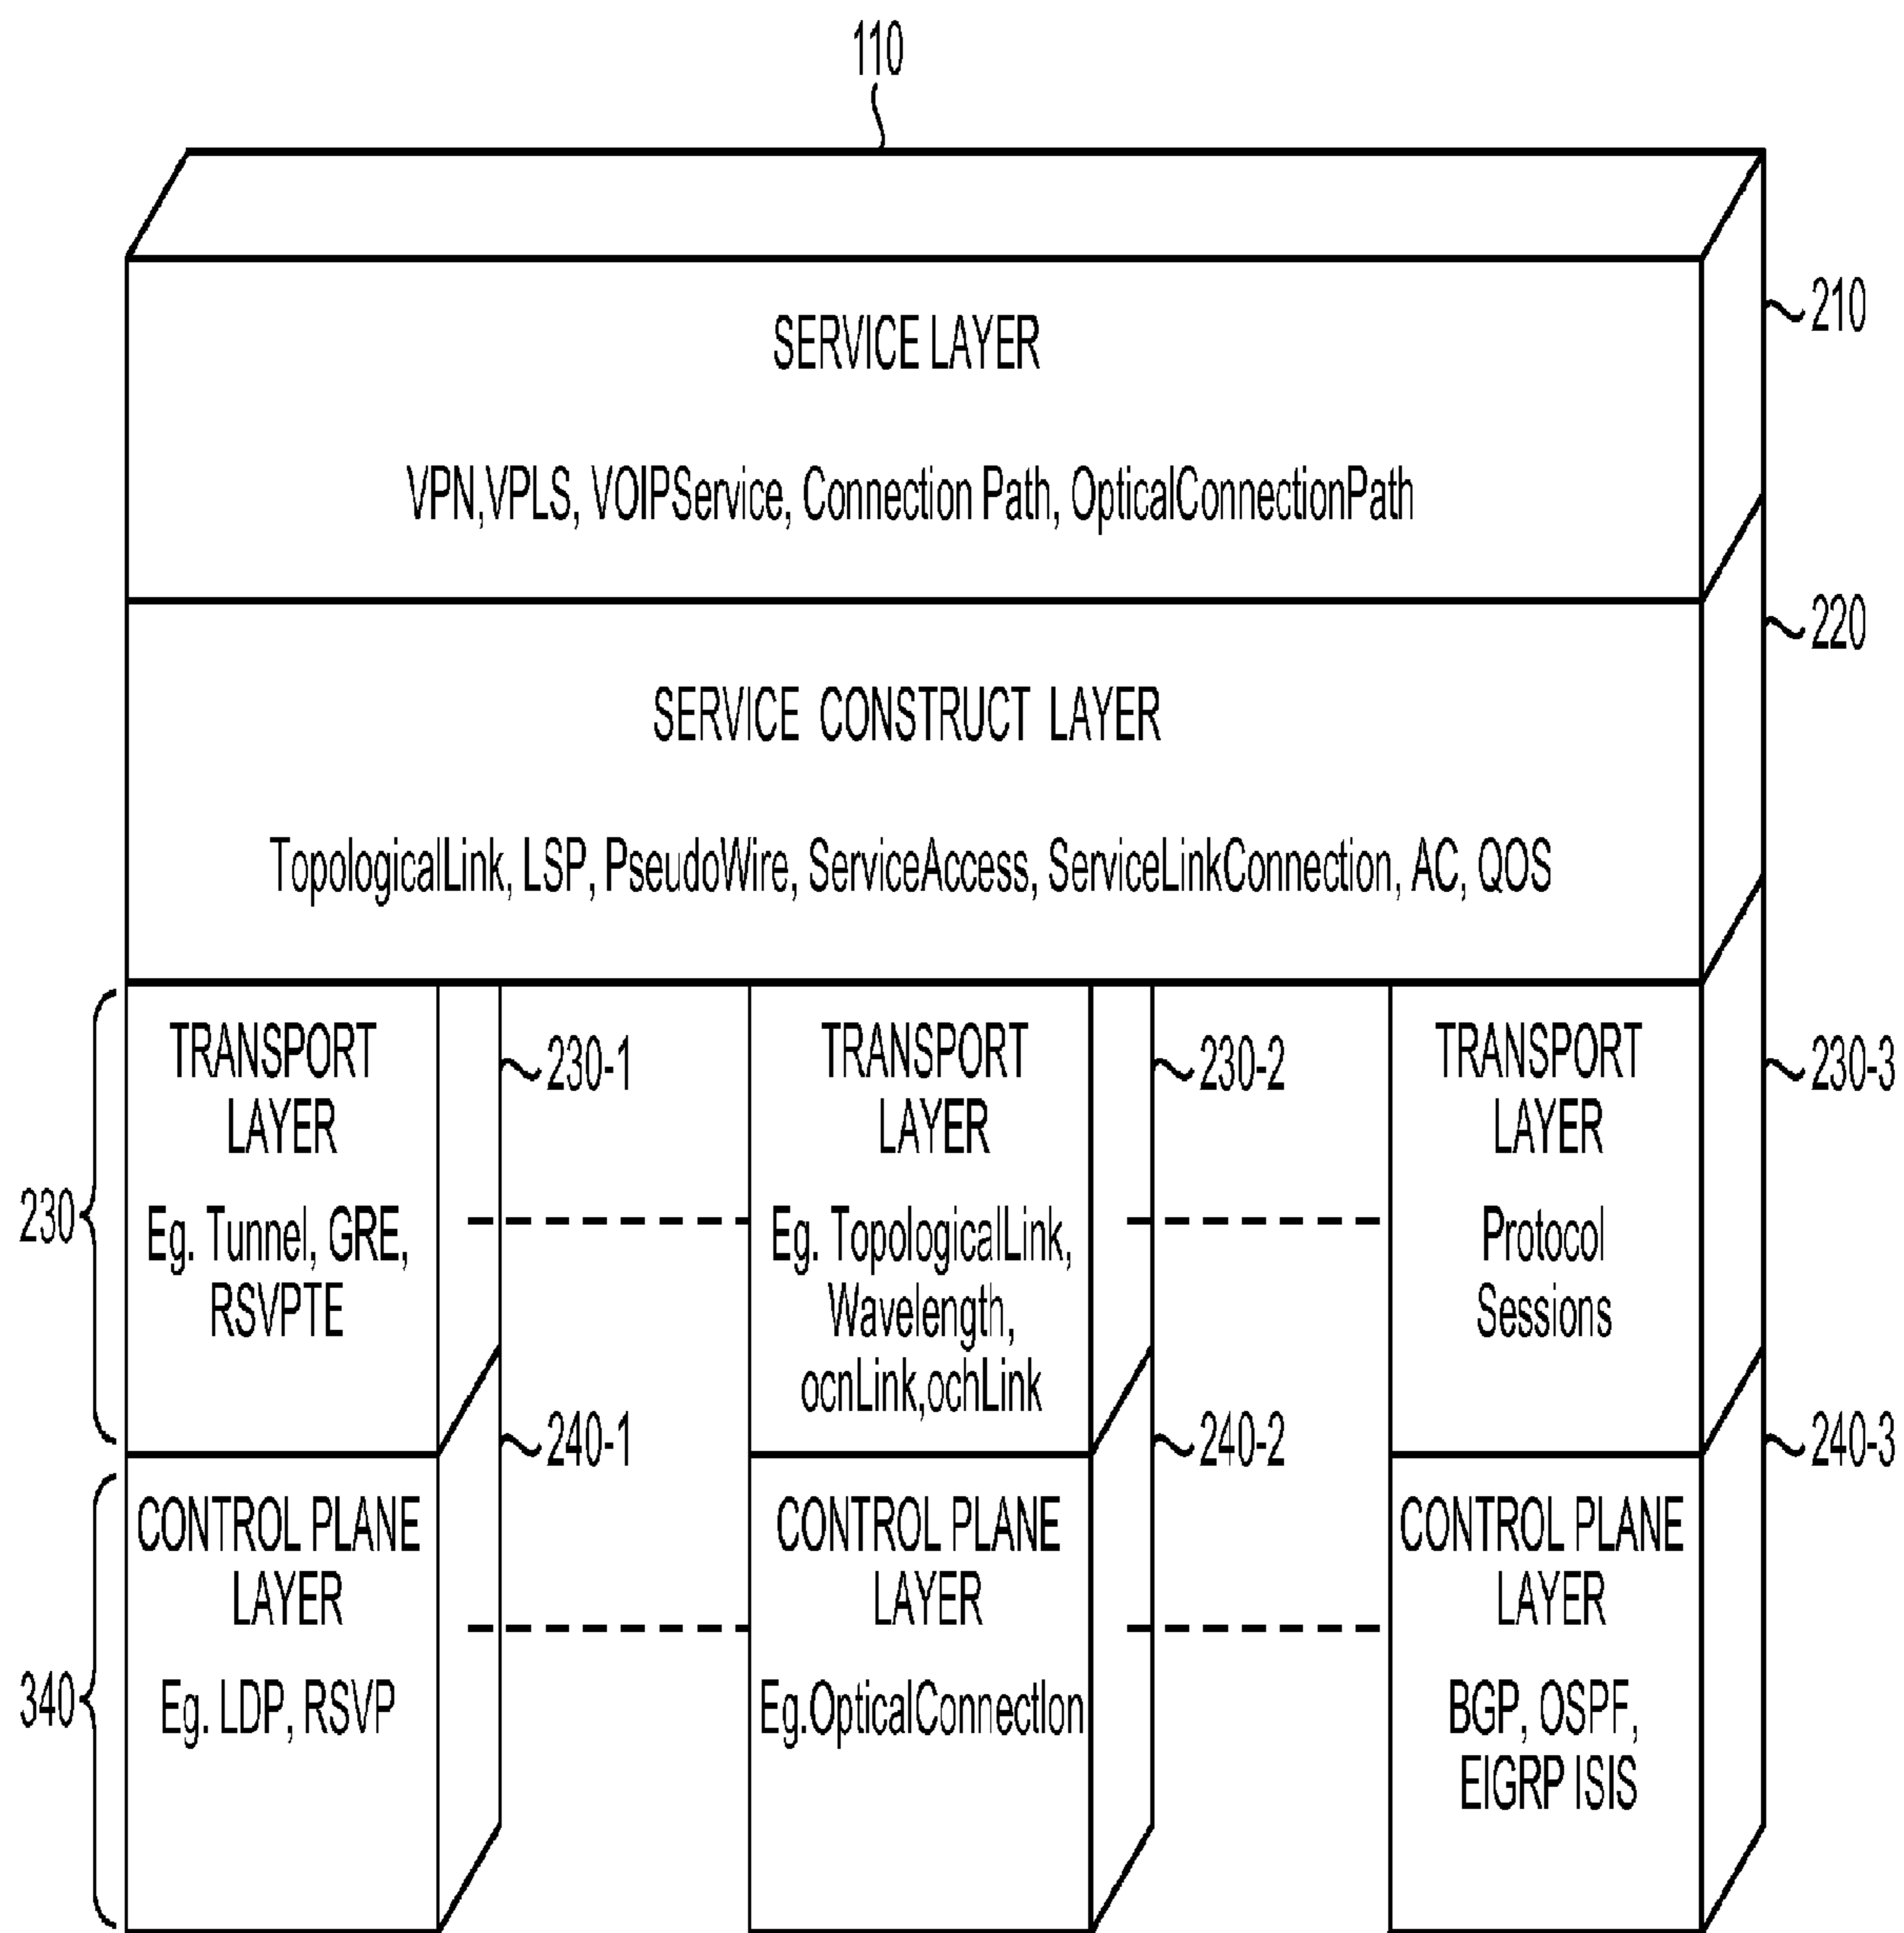 110
SERVICE LAYER
210
VPN,VPLS, VOIPService, Connection Path, OpticalConnectionPath
220
SERVICE CONSTRUCT LAYER
TopologicalLink, LSP, PseudoWire, ServiceAccess, ServiceLinkConnection, AC, QOS
230
TRANSPORT
LAYER
Eg. Tunnel, GRE,
RSVPTE
230-1
TRANSPORT
LAYER
Eg. TopologicalLink,
Wavelength,
ocnLink,ochLink
230-2
TRANSPORT
LAYER
Protocol
Sessions
230-3
340
CONTROL PLANE
LAYER
Eg. LDP, RSVP
240-1
CONTROL PLANE
LAYER
Eg.OpticalConnectIon
240-2
CONTROL PLANE
LAYER
BGP, OSPF,
EIGRP ISIS
240-3